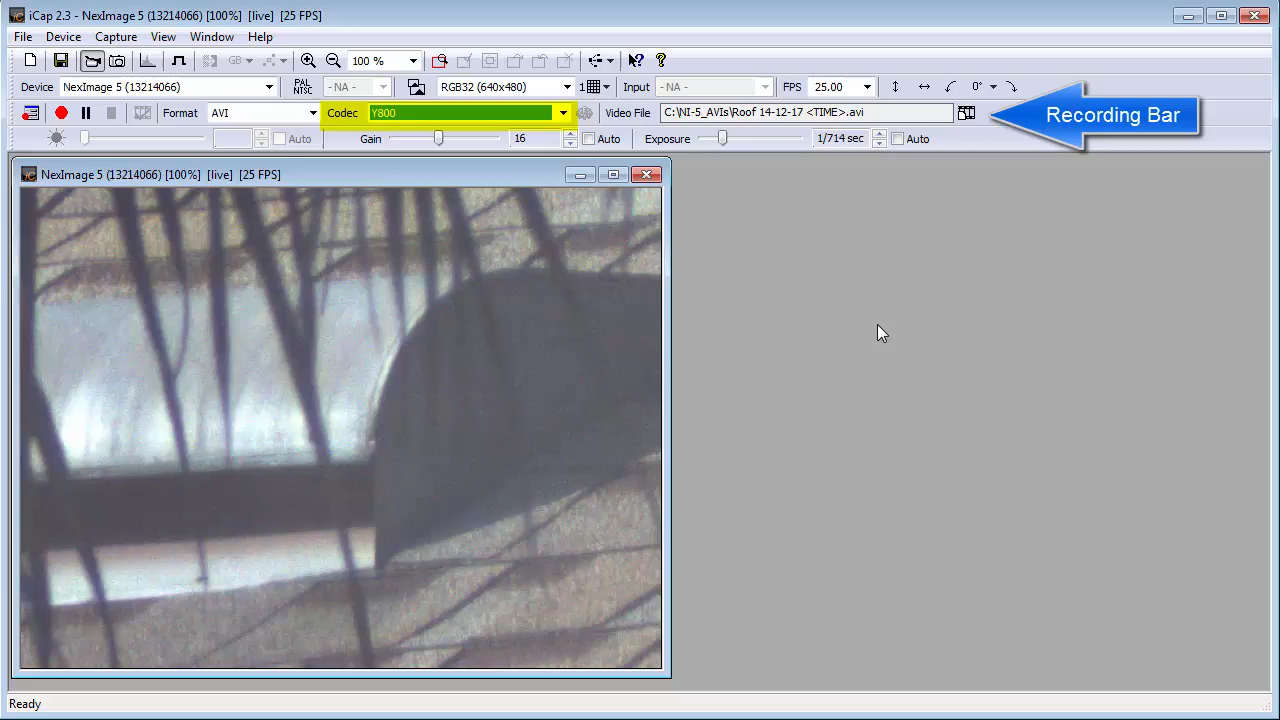 iCap 2.3 - NexImage 5 (13214066) [100%] [live] [25 FPS]
File Device Capture View Window Help
100 %
Device NexImage 5 (13214066) PAL NTSC - NA - RGB32 (640x480) Input - NA - FPS 25.00 0°
Format AVI Codec Y800 Video File C:\NI-5_AVIs\Roof 14-12-17 <TIME>.avi Recording Bar
Auto Gain 16 Auto Exposure 1/714 sec Auto
NexImage 5 (13214066) [100%] [live] [25 FPS]
Ready